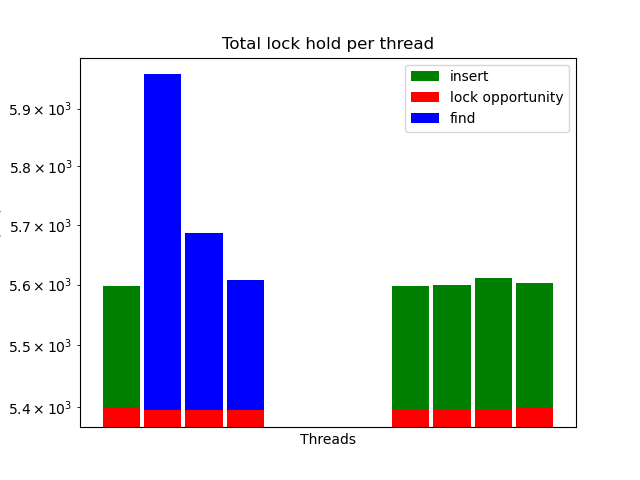 Total lock hold per thread
insert
lock opportunity
find
5.9 × 10³
5.8 × 10³
5.7 × 10³
5.6 × 10³
5.5 × 10³
5.4 × 10³
Threads